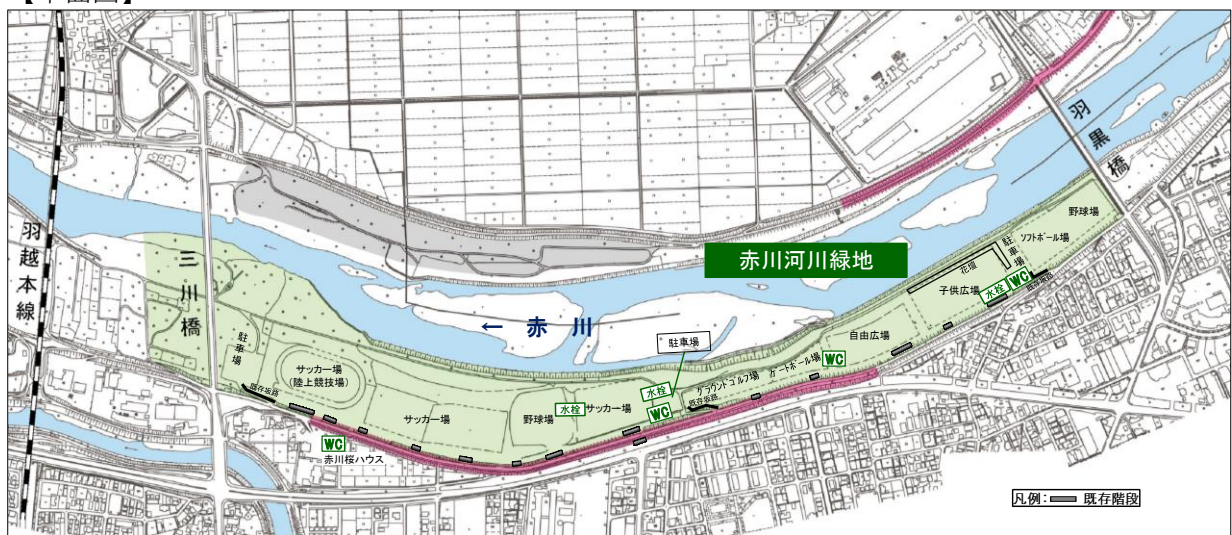 【平面図】
羽越本線
三川橋
羽黒橋
赤川河川緑地
← 赤川
駐車場
サッカー場
(陸上競技場)
既存坂路
WC
赤川桜ハウス
サッカー場
野球場
水栓
サッカー場
水栓
WC
駐車場
既存坂路
グラウンドゴルフ場
ゲートボール場
WC
自由広場
子供広場
花壇
駐車場
水栓
WC
既存坂路
ソフトボール場
野球場
凡例: 既存階段